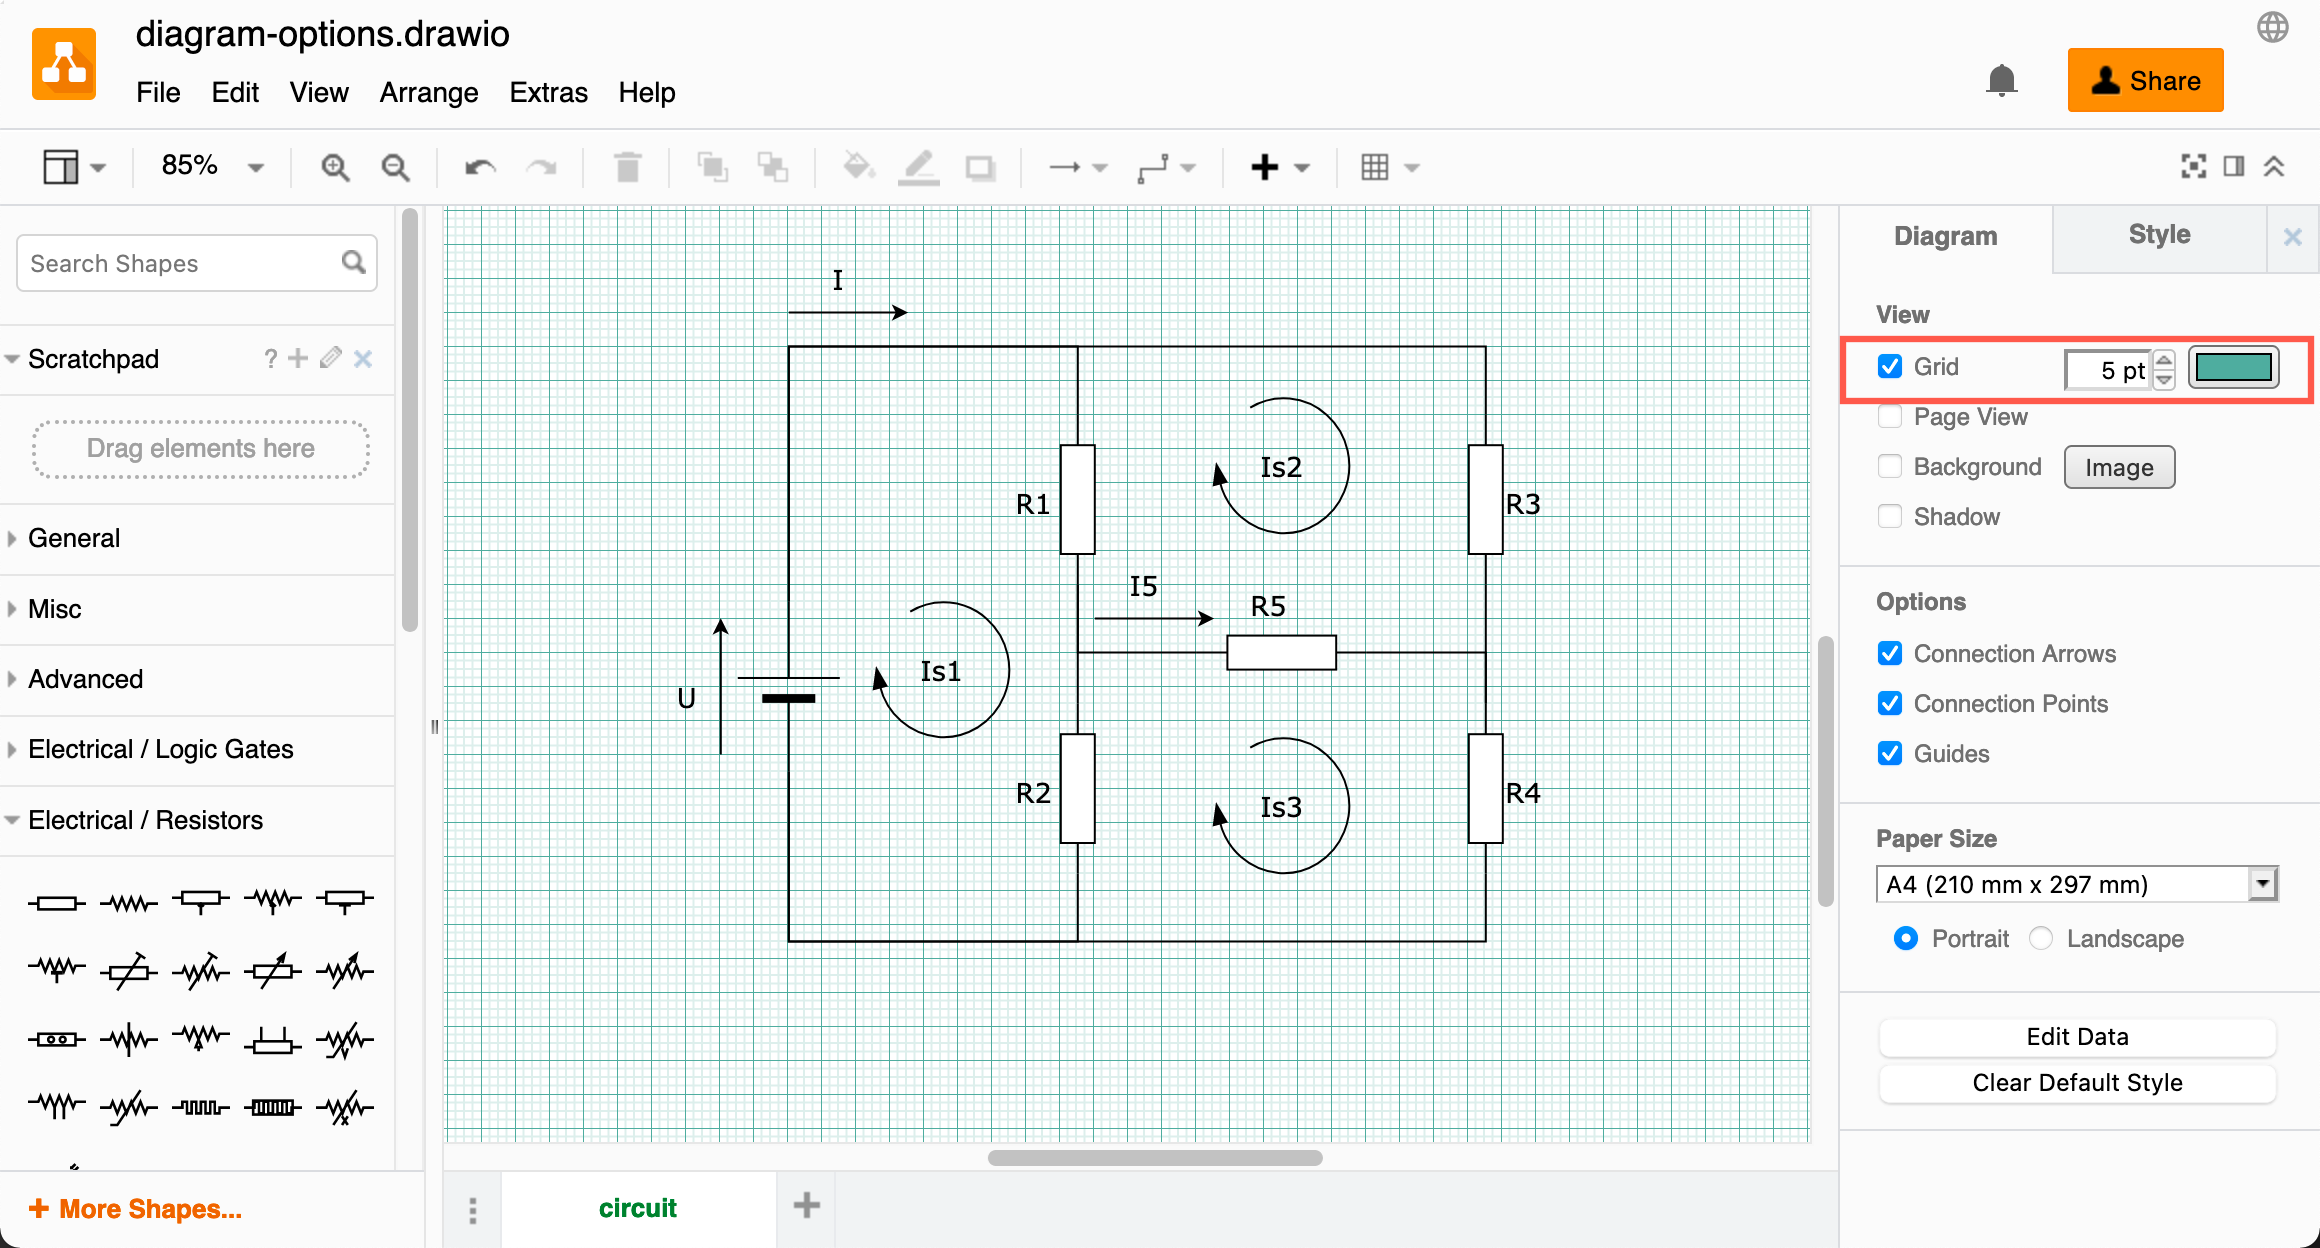 diagram-options.drawio
File Edit View Arrange Extras Help
Share
85%
Search Shapes
Scratchpad ?
Drag elements here
General
Misc
Advanced
Electrical / Logic Gates
Electrical / Resistors
+ More Shapes...
I
R1
Is2
R3
I5
R5
Is1
U
R2
Is3
R4
circuit
Diagram Style
View
Grid 5 pt
Page View
Background Image
Shadow
Options
Connection Arrows
Connection Points
Guides
Paper Size
A4 (210 mm x 297 mm)
Portrait Landscape
Edit Data
Clear Default Style